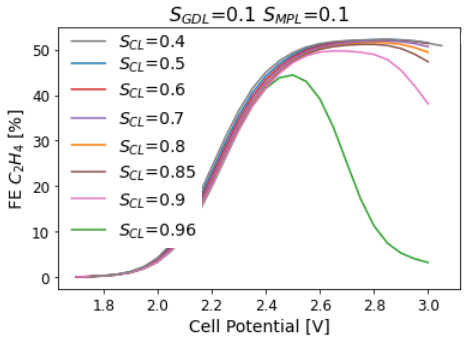 S_GDL=0.1 S_MPL=0.1
FE C_2H_4 [%]
50
40
30
20
10
0
S_CL=0.4
S_CL=0.5
S_CL=0.6
S_CL=0.7
S_CL=0.8
S_CL=0.85
S_CL=0.9
S_CL=0.96
1.8 2.0 2.2 2.4 2.6 2.8 3.0
Cell Potential [V]